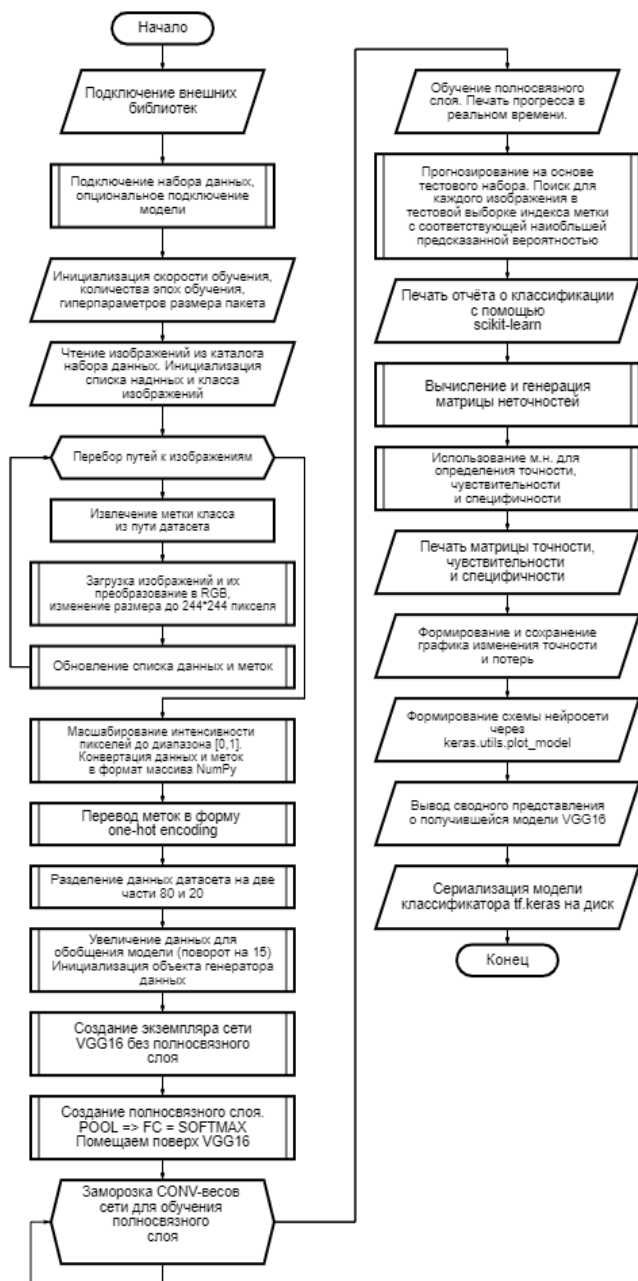 Начало
Подключение внешних
библиотек
Подключение набора данных,
опциональное подключение
модели
Инициализация скорости обучения,
количества эпох обучения,
гиперпараметров размера пакета
Чтение изображений из каталога
набора данных. Инициализация
списка наднных и класса
изображений
Перебор путей к изображениям
Извлечение метки класса
из пути датасета
Загрузка изображений и их
преобразование в RGB,
изменение размера до 244*244 пикселя
Обновление списка данных и меток
Масшабирование интенсивности
пикселей до диапазона [0,1].
Конвертация данных и меток
в формат массива NumPy
Перевод меток в форму
one-hot encoding
Разделение данных датасета на две
части 80 и 20
Увеличение данных для
обобщения модели (поворот на 15)
Инициализация объекта генератора
данных
Создание экземпляра сети
VGG16 без полносвязного
слоя
Создание полносвязного слоя.
POOL => FC = SOFTMAX
Помещаем поверх VGG16
Заморозка CONV-весов
сети для обучения
полносвязного
слоя
Обучение полносвязного
слоя. Печать прогресса в
реальном времени.
Прогнозирование на основе
тестового набора. Поиск для
каждого изображения в
тестовой выборке индекса метки
с соответствующей наиобльшей
предсказанной вероятностью
Печать отчёта о классификации
с помощью
scikit-learn
Вычисление и генерация
матрицы неточностей
Использование м.н. для
определения точности,
чувствительности
и специфичности
Печать матрицы точности,
чувствительности
и специфичности
Формирование и сохранение
графика изменения точности
и потерь
Формирование схемы нейросети
через
keras.utils.plot_model
Вывод сводного представления
о получившейся модели VGG16
Сериализация модели
классификатора tf.keras на диск
Конец